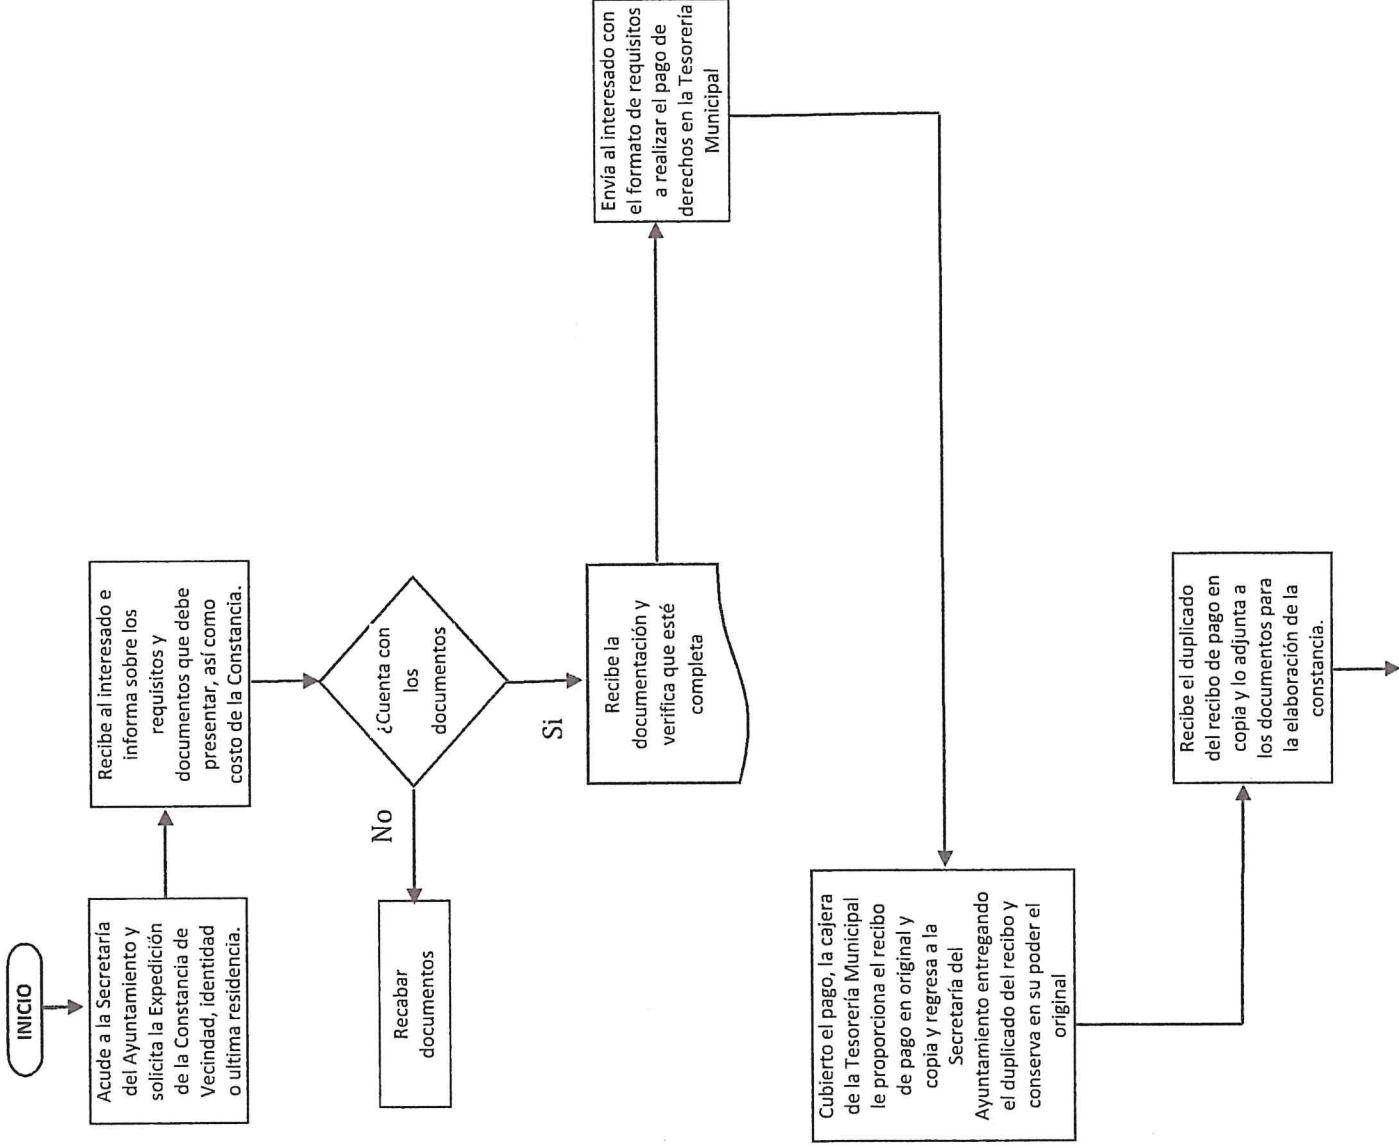 INICIO
Acude a la Secretaría
del Ayuntamiento y
solicita la Expedición
de la Constancia de
Vecindad, identidad
o ultima residencia.
Recibe al interesado e
informa sobre los
requisitos y
documentos que debe
presentar, así como
costo de la Constancia.
¿Cuenta con
los
documentos
No
Recabar
documentos
Si
Recibe la
documentación y
verifica que esté
completa
Envía al interesado con
el formato de requisitos
a realizar el pago de
derechos en la Tesorería
Municipal
Cubierto el pago, la cajera
de la Tesorería Municipal
le proporciona el recibo
de pago en original y
copia y regresa a la
Secretaría del
Ayuntamiento entregando
el duplicado del recibo y
conserva en su poder el
original
Recibe el duplicado
del recibo de pago en
copia y lo adjunta a
los documentos para
la elaboración de la
constancia.